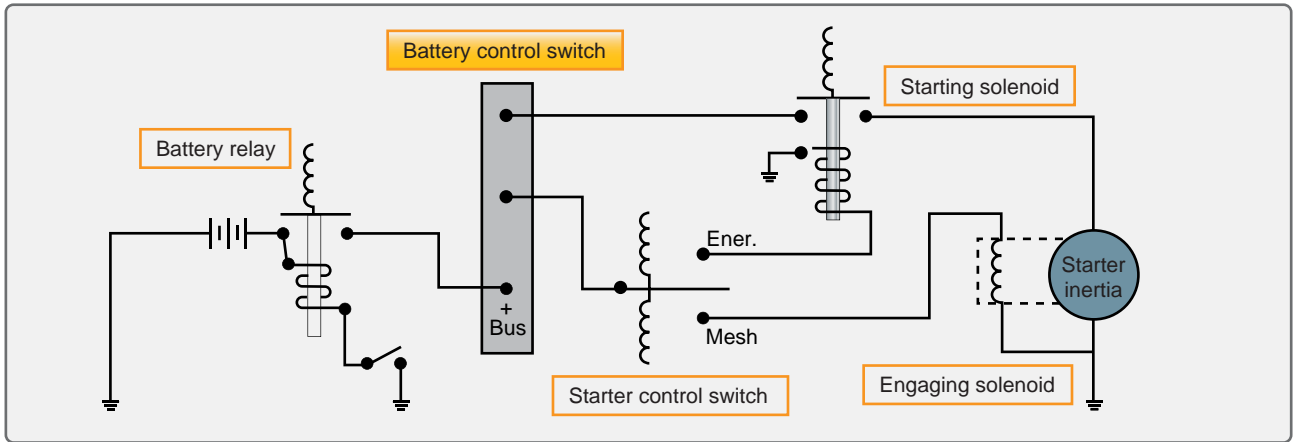 Battery control switch
Starting solenoid
Battery relay
Ener.
Starter
inertia
+
Bus
Mesh
Starter control switch
Engaging solenoid